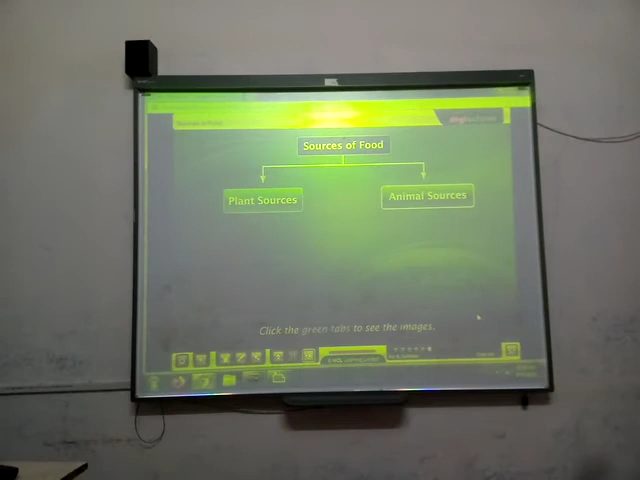 Sources of Food
Plant Sources
Animal Sources
Click the green tabs to see the images.